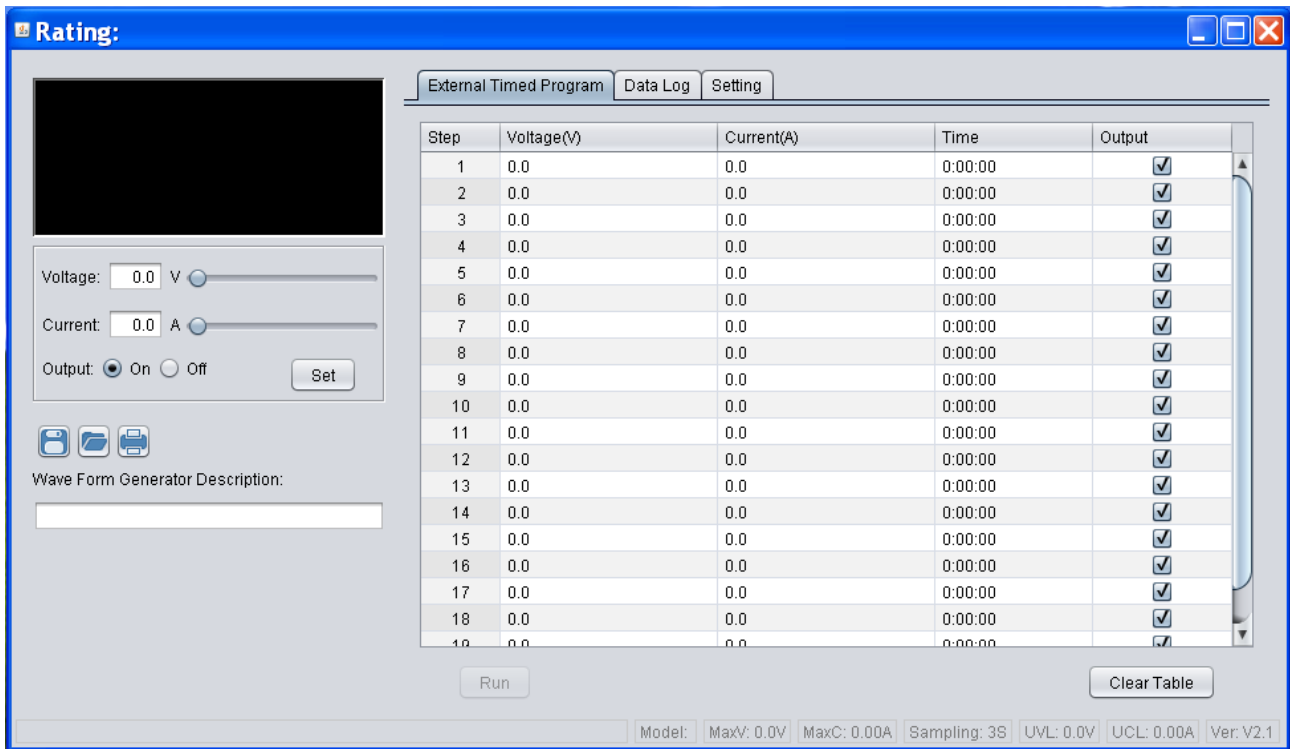 Rating:
External Timed Program Data Log Setting
Step Voltage(V) Current(A) Time Output
1 0.0 0.0 0:00:00
2 0.0 0.0 0:00:00
3 0.0 0.0 0:00:00
4 0.0 0.0 0:00:00
5 0.0 0.0 0:00:00
6 0.0 0.0 0:00:00
7 0.0 0.0 0:00:00
8 0.0 0.0 0:00:00
9 0.0 0.0 0:00:00
10 0.0 0.0 0:00:00
11 0.0 0.0 0:00:00
12 0.0 0.0 0:00:00
13 0.0 0.0 0:00:00
14 0.0 0.0 0:00:00
15 0.0 0.0 0:00:00
16 0.0 0.0 0:00:00
17 0.0 0.0 0:00:00
18 0.0 0.0 0:00:00
19 0.0 0.0 0:00:00
Voltage: 0.0 V
Current: 0.0 A
Output: On Off
Set
Wave Form Generator Description:
Run Clear Table
Model: MaxV: 0.0V MaxC: 0.00A Sampling: 3S UVL: 0.0V UCL: 0.00A Ver: V2.1